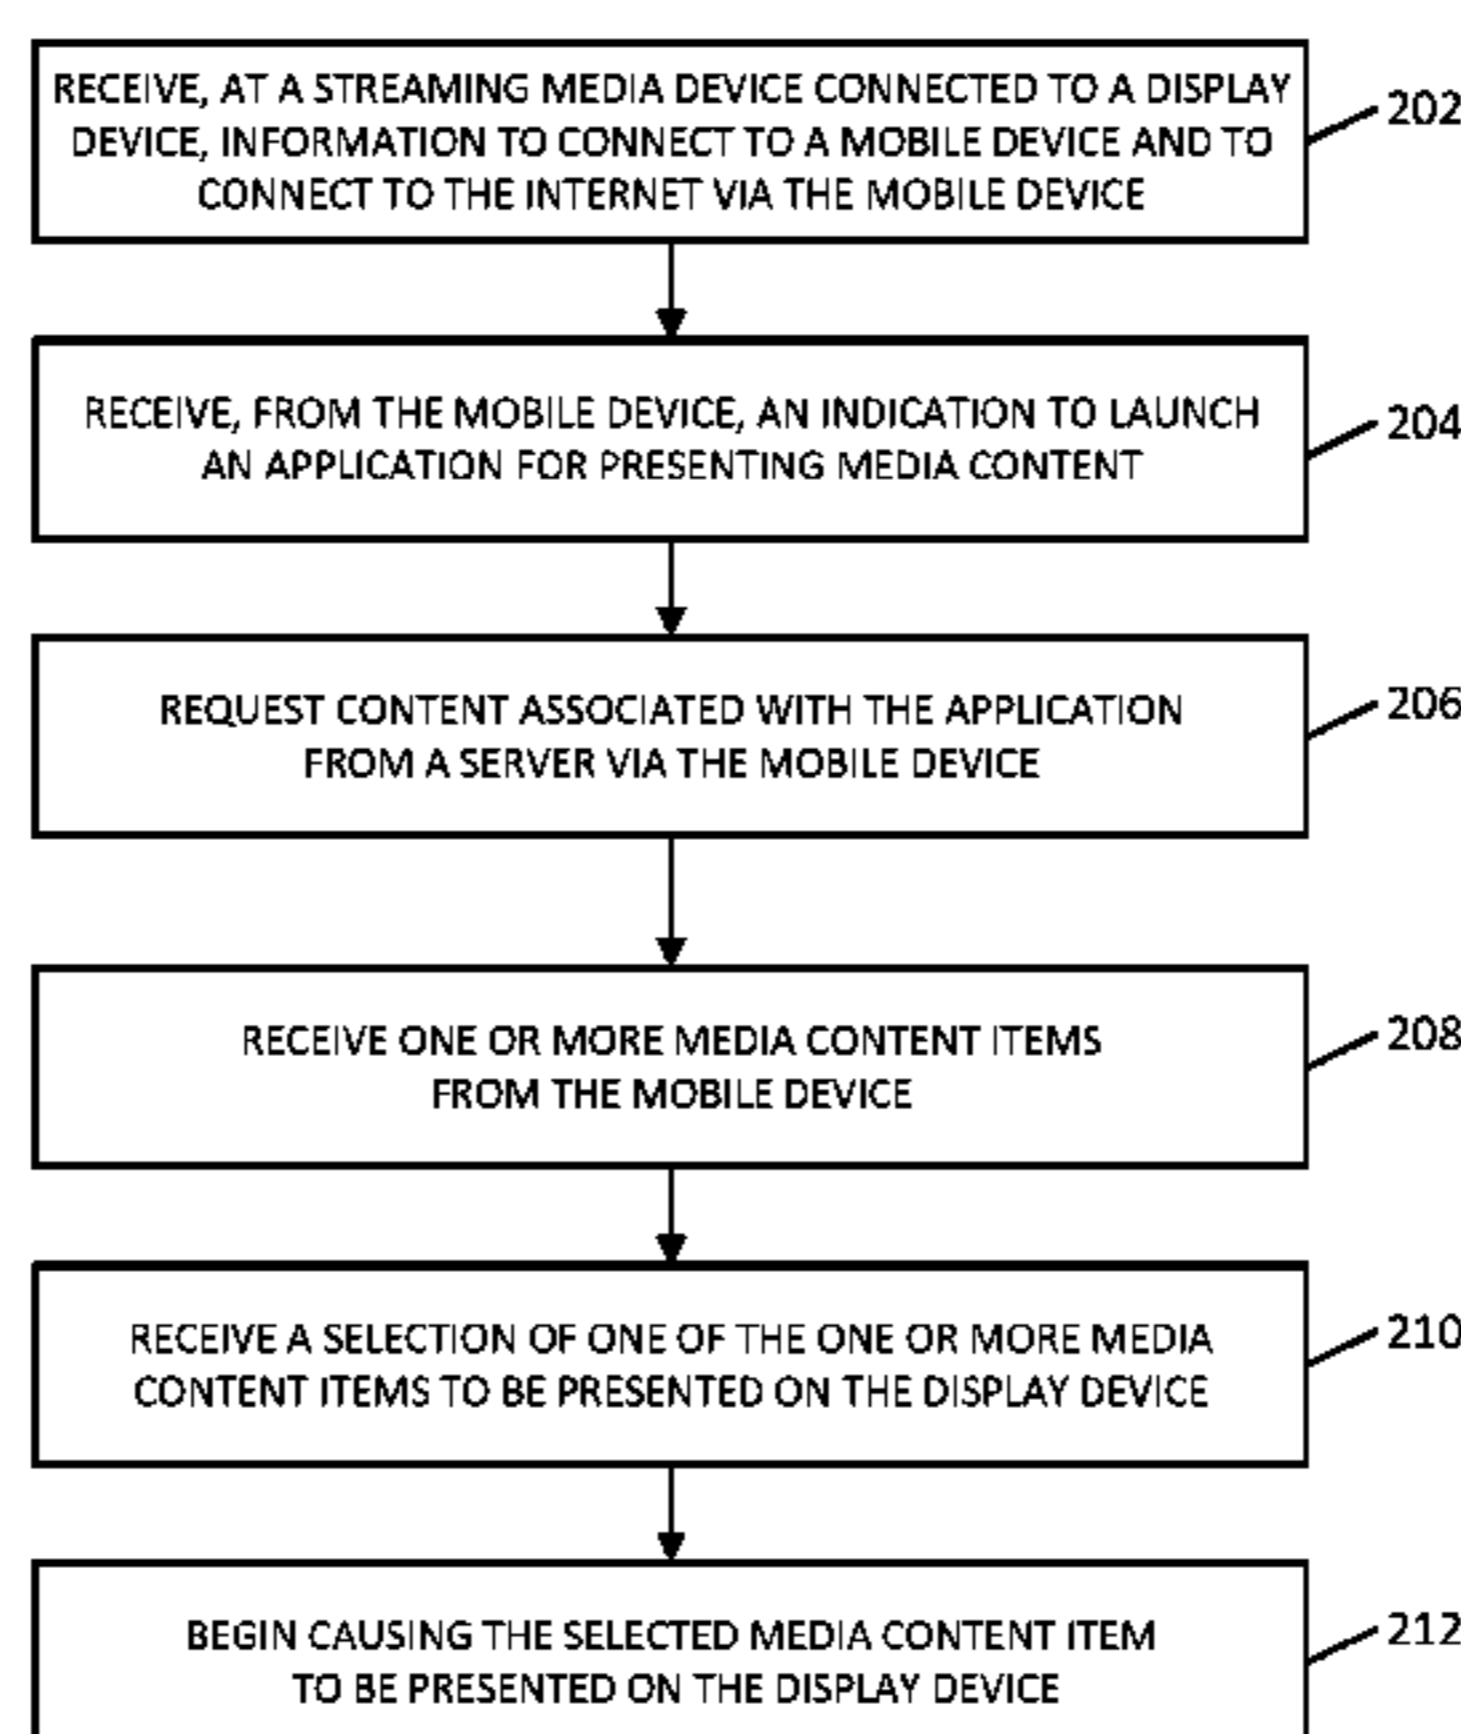 RECEIVE, AT A STREAMING MEDIA DEVICE CONNECTED TO A DISPLAY
DEVICE, INFORMATION TO CONNECT TO A MOBILE DEVICE AND TO
CONNECT TO THE INTERNET VIA THE MOBILE DEVICE
202
RECEIVE, FROM THE MOBILE DEVICE, AN INDICATION TO LAUNCH
AN APPLICATION FOR PRESENTING MEDIA CONTENT
204
REQUEST CONTENT ASSOCIATED WITH THE APPLICATION
FROM A SERVER VIA THE MOBILE DEVICE
206
RECEIVE ONE OR MORE MEDIA CONTENT ITEMS
FROM THE MOBILE DEVICE
208
RECEIVE A SELECTION OF ONE OF THE ONE OR MORE MEDIA
CONTENT ITEMS TO BE PRESENTED ON THE DISPLAY DEVICE
210
BEGIN CAUSING THE SELECTED MEDIA CONTENT ITEM
TO BE PRESENTED ON THE DISPLAY DEVICE
212